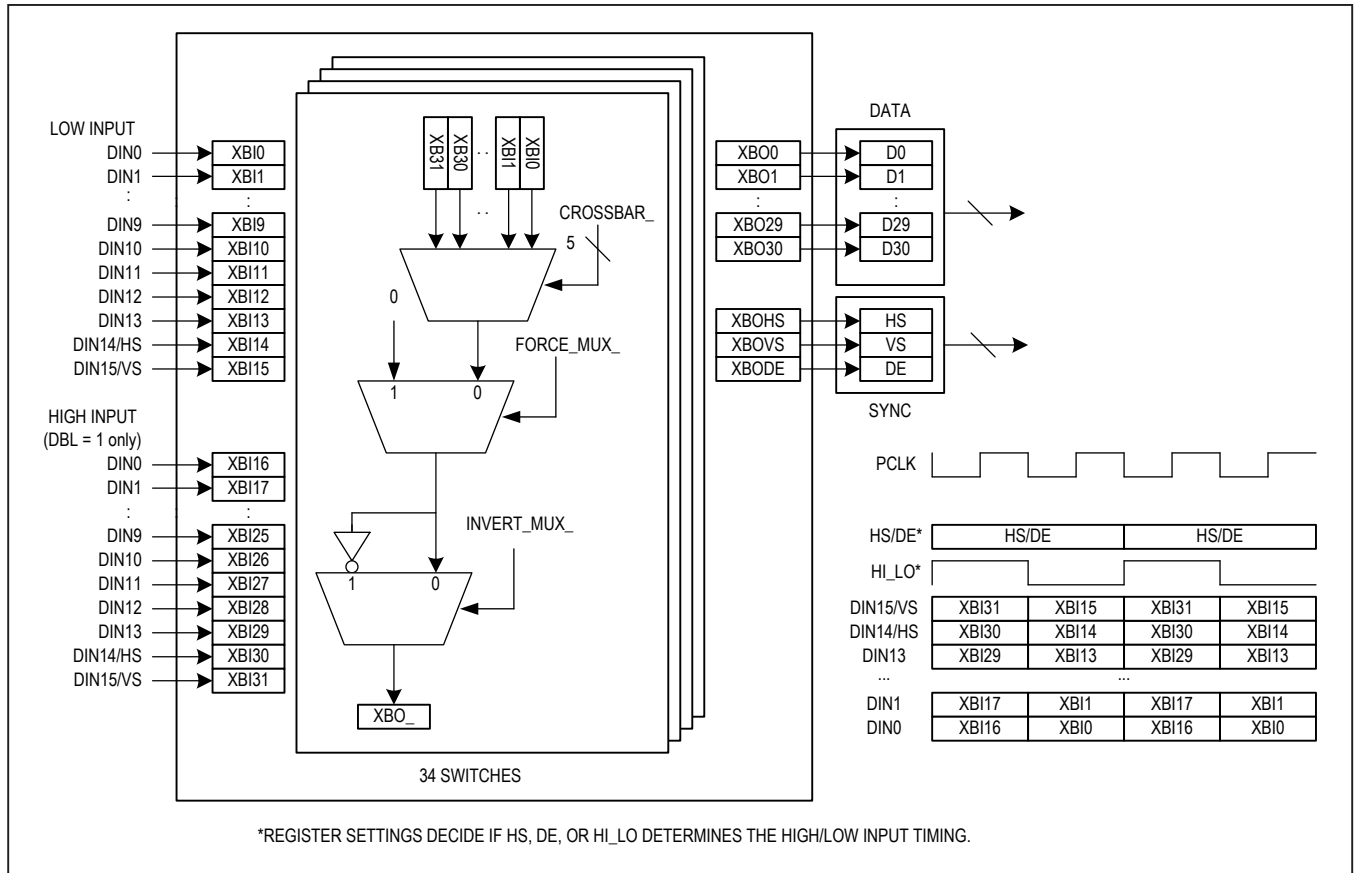 LOW INPUT
DIN0 XBI0
DIN1 XBI1
: :
DIN9 XBI9
DIN10 XBI10
DIN11 XBI11
DIN12 XBI12
DIN13 XBI13
DIN14/HS XBI14
DIN15/VS XBI15
HIGH INPUT
(DBL = 1 only)
DIN0 XBI16
DIN1 XBI17
: :
DIN9 XBI25
DIN10 XBI26
DIN11 XBI27
DIN12 XBI28
DIN13 XBI29
DIN14/HS XBI30
DIN15/VS XBI31
XB31 XB30 .. XBI1 XBI0
..
CROSSBAR_
5
0
FORCE_MUX_
1 0
INVERT_MUX_
1 0
XBO_
34 SWITCHES
DATA
XBO0 D0
XBO1 D1
: :
XBO29 D29
XBO30 D30
XBOHS HS
XBOVS VS
XBODE DE
SYNC
PCLK
HS/DE* HS/DE HS/DE
HI_LO*
DIN15/VS XBI31 XBI15 XBI31 XBI15
DIN14/HS XBI30 XBI14 XBI30 XBI14
DIN13 XBI29 XBI13 XBI29 XBI13
... ...
DIN1 XBI17 XBI1 XBI17 XBI1
DIN0 XBI16 XBI0 XBI16 XBI0
*REGISTER SETTINGS DECIDE IF HS, DE, OR HI_LO DETERMINES THE HIGH/LOW INPUT TIMING.